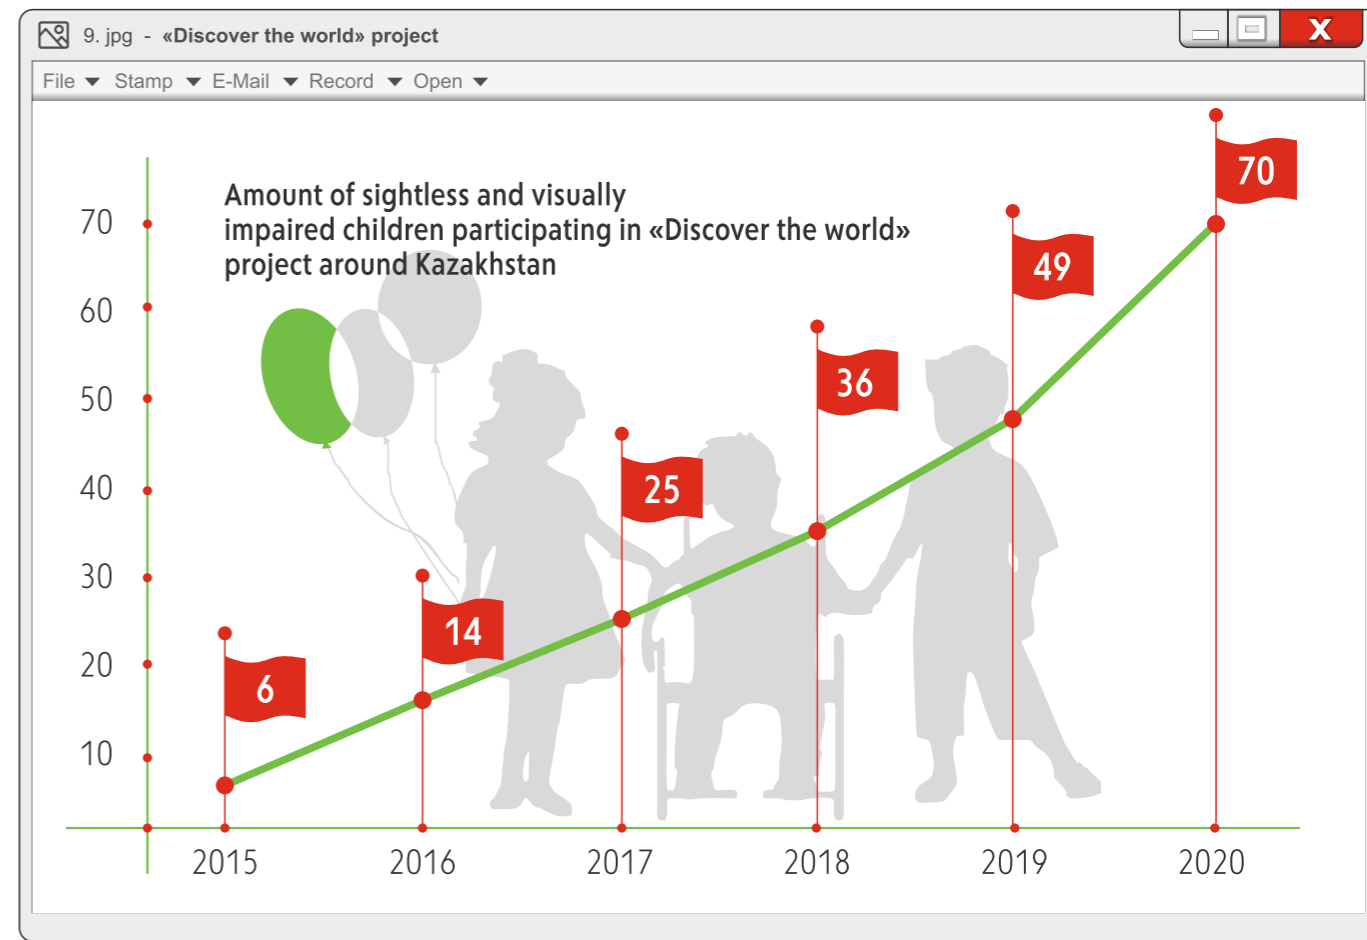 9. jpg - «Discover the world» project
X
File Stamp E-Mail Record Open
Amount of sightless and visually
impaired children participating in «Discover the world»
project around Kazakhstan
70
60
50
40
30
20
10
6
14
25
36
49
70
2015 2016 2017 2018 2019 2020